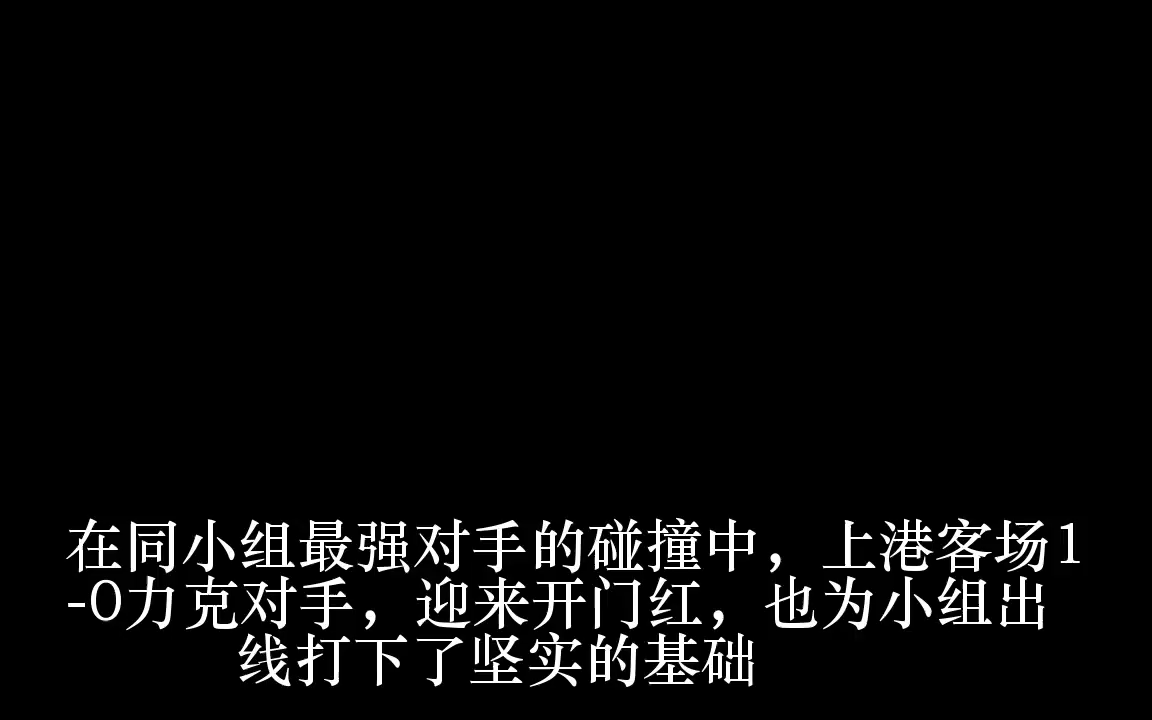 在同小组最强对手的碰撞中，上港客场1
-0力克对手，迎来开门红，也为小组出
线打下了坚实的基础